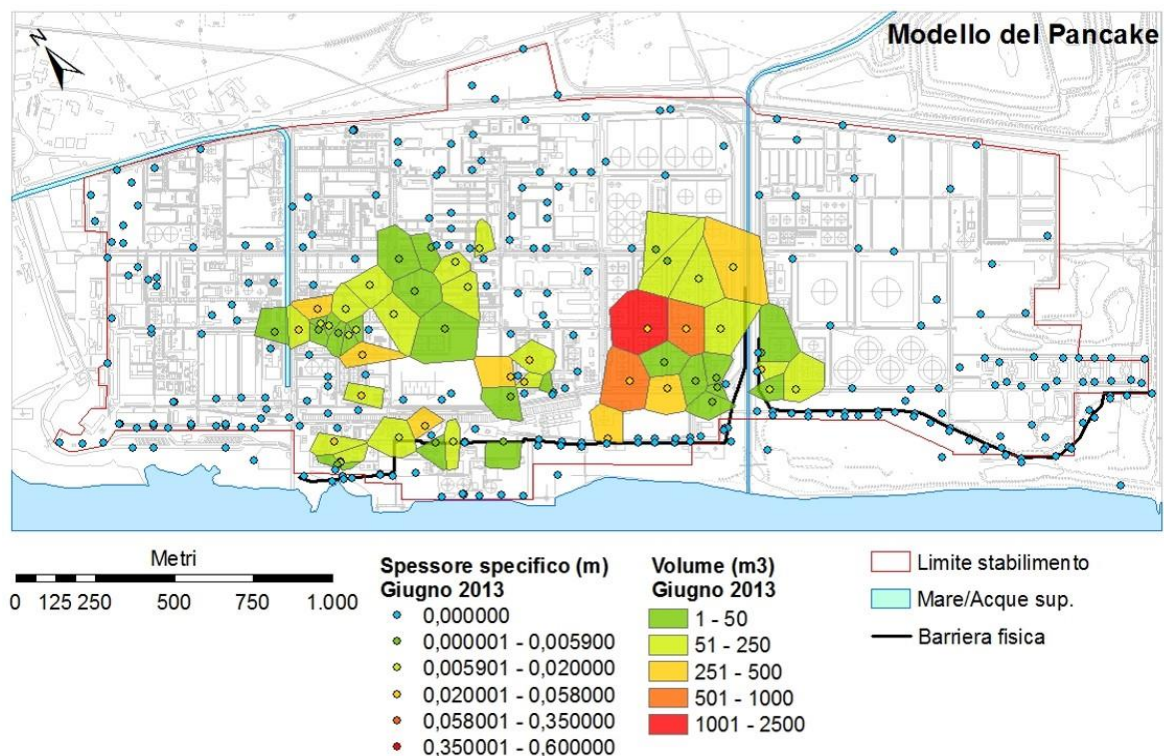 N
Modello del Pancake
Metri
0 125 250 500 750 1.000
Spessore specifico (m)
Giugno 2013
0,000000
0,000001 - 0,005900
0,005901 - 0,020000
0,020001 - 0,058000
0,058001 - 0,350000
0,350001 - 0,600000
Volume (m3)
Giugno 2013
1 - 50
51 - 250
251 - 500
501 - 1000
1001 - 2500
Limite stabilimento
Mare/Acque sup.
Barriera fisica